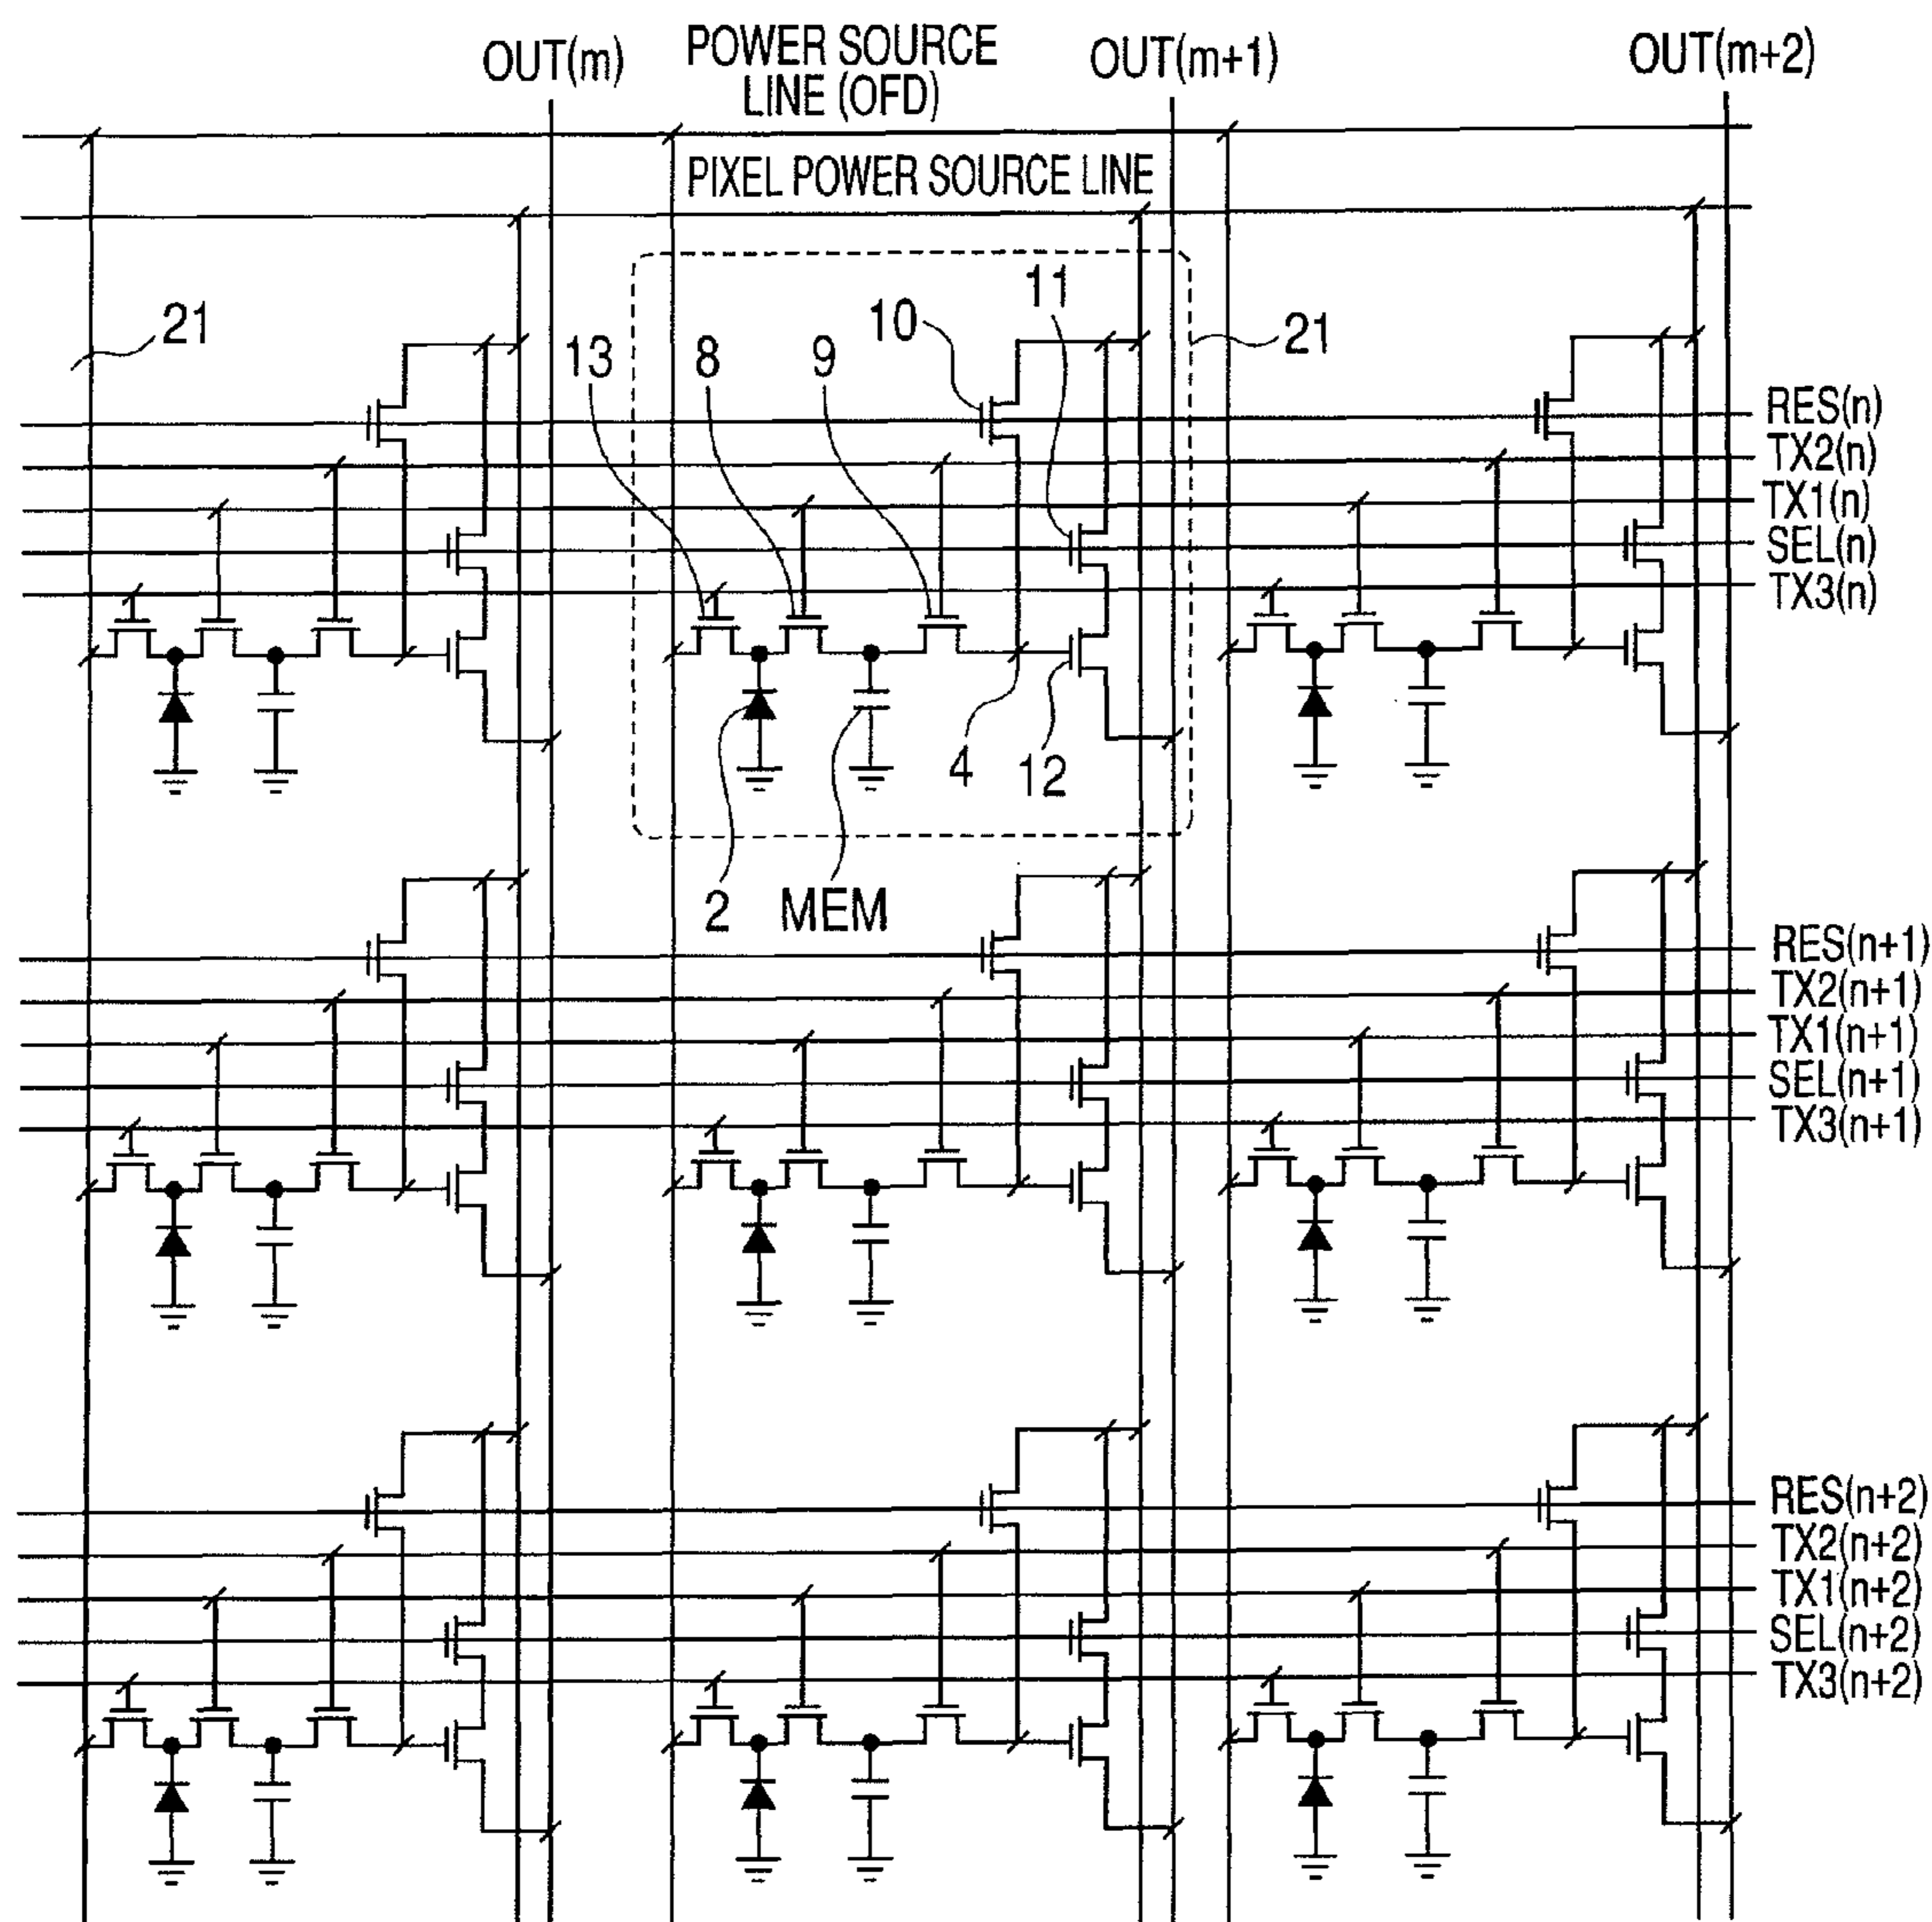 OUT(m)
POWER SOURCE
LINE (OFD)
OUT(m+1)
OUT(m+2)
PIXEL POWER SOURCE LINE
21
13
8
9
10
11
21
RES(n)
TX2(n)
TX1(n)
SEL(n)
TX3(n)
4
12
2
MEM
RES(n+1)
TX2(n+1)
TX1(n+1)
SEL(n+1)
TX3(n+1)
RES(n+2)
TX2(n+2)
TX1(n+2)
SEL(n+2)
TX3(n+2)